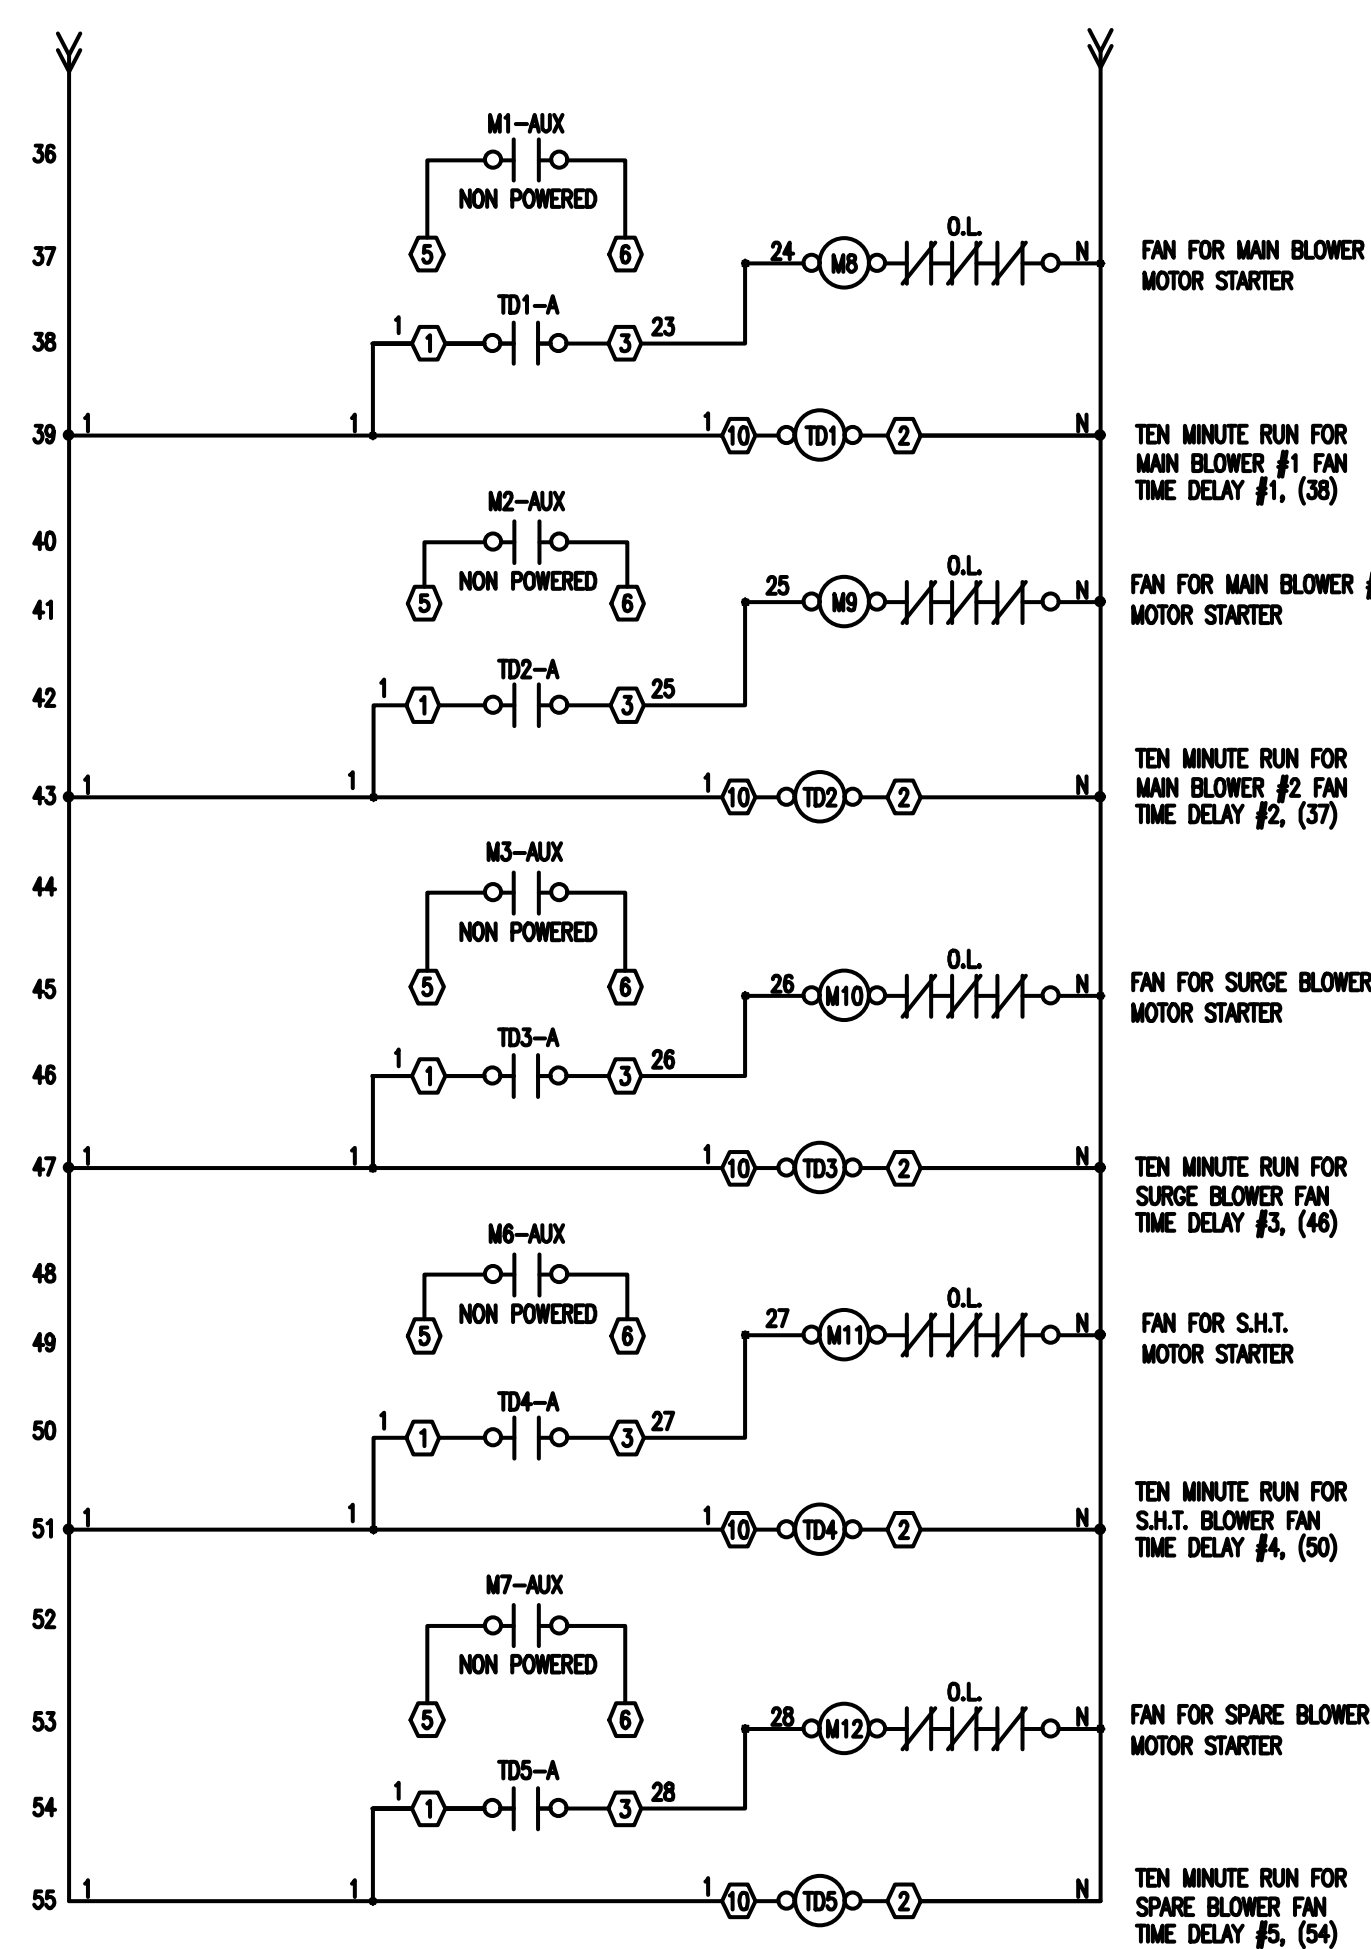 M1-AUX
36
NON POWERED
5 6
37
24 M8 O.L. N
FAN FOR MAIN BLOWER
MOTOR STARTER
TD1-A
38
1 1 3 23
39
1 1 1 10 TD1 2 N
TEN MINUTE RUN FOR
MAIN BLOWER #1 FAN
TIME DELAY #1, (38)
M2-AUX
40
NON POWERED
5 6
41
25 M9 O.L. N
FAN FOR MAIN BLOWER #
MOTOR STARTER
TD2-A
42
1 1 3 25
43
1 1 1 10 TD2 2 N
TEN MINUTE RUN FOR
MAIN BLOWER #2 FAN
TIME DELAY #2, (37)
M3-AUX
44
NON POWERED
5 6
45
26 M10 O.L. N
FAN FOR SURGE BLOWER
MOTOR STARTER
TD3-A
46
1 1 3 26
47
1 1 1 10 TD3 2 N
TEN MINUTE RUN FOR
SURGE BLOWER FAN
TIME DELAY #3, (46)
M6-AUX
48
NON POWERED
5 6
49
27 M11 O.L. N
FAN FOR S.H.T.
MOTOR STARTER
TD4-A
50
1 1 3 27
51
1 1 1 10 TD4 2 N
TEN MINUTE RUN FOR
S.H.T. BLOWER FAN
TIME DELAY #4, (50)
M7-AUX
52
NON POWERED
5 6
53
28 M12 O.L. N
FAN FOR SPARE BLOWER
MOTOR STARTER
TD5-A
54
1 1 3 28
55
1 1 1 10 TD5 2 N
TEN MINUTE RUN FOR
SPARE BLOWER FAN
TIME DELAY #5, (54)